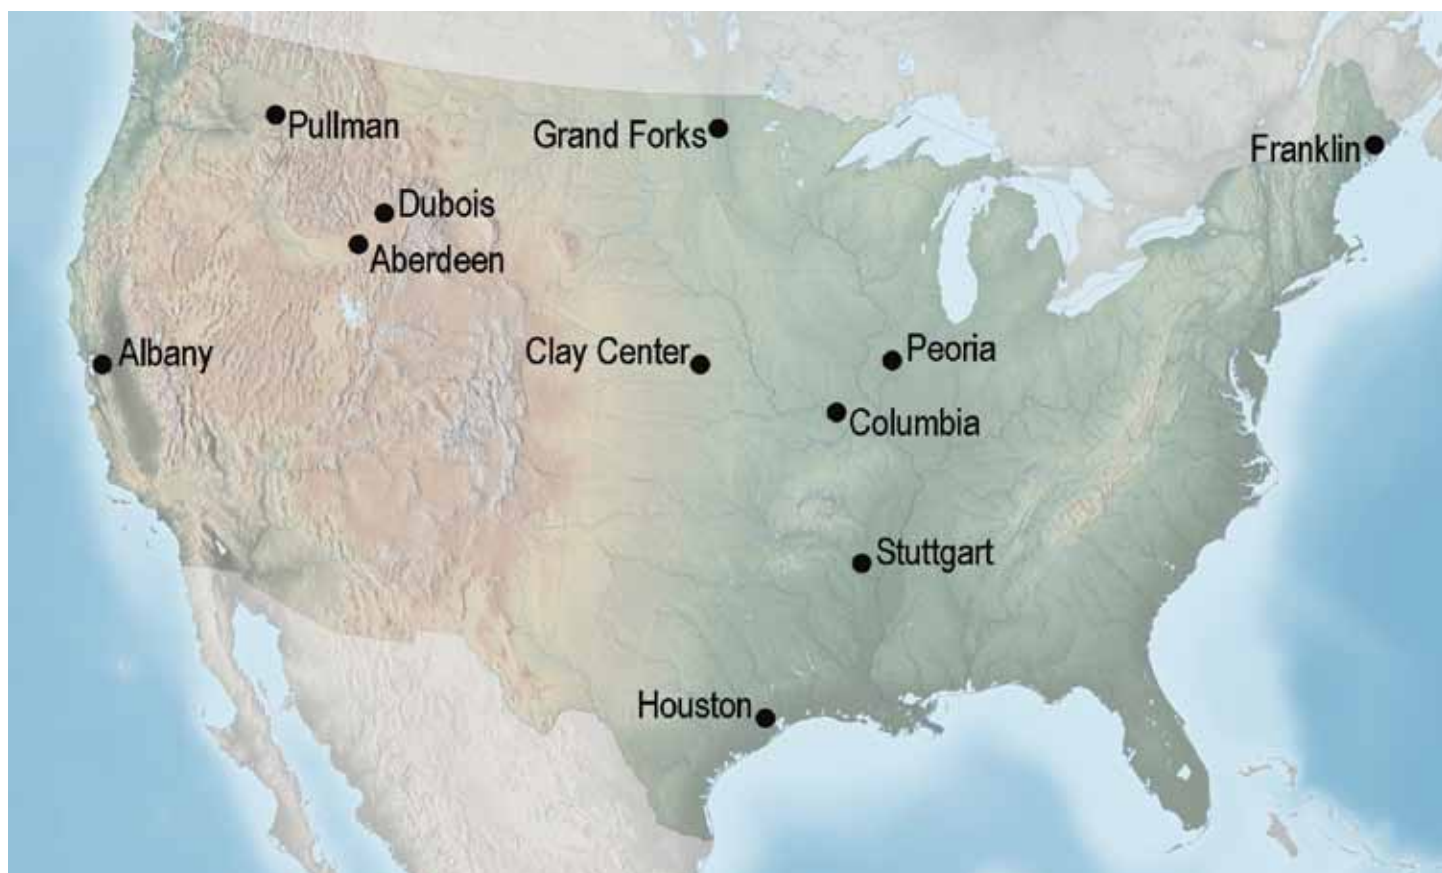 Pullman
Grand Forks
Franklin
Dubois
Aberdeen
Albany
Clay Center
Peoria
Columbia
Stuttgart
Houston